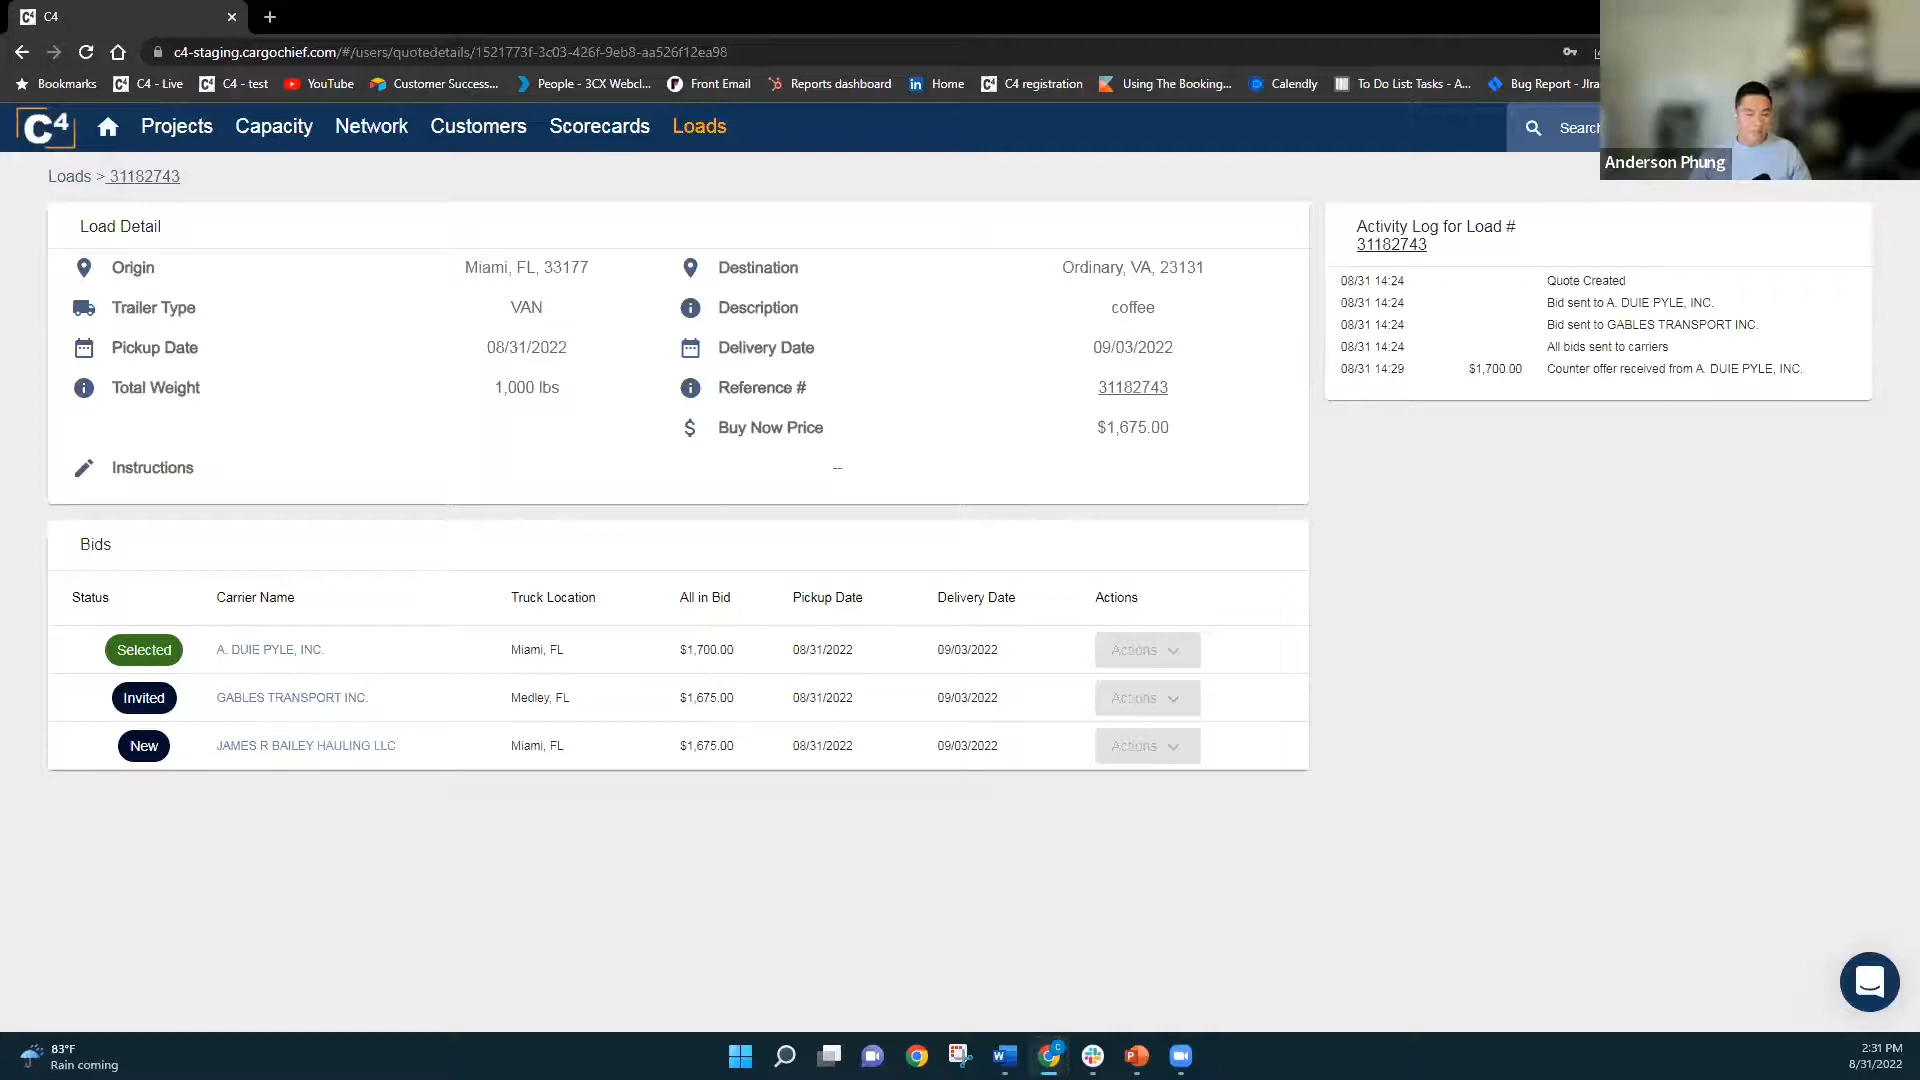 C4
c4-staging.cargochief.com/#/users/quotedetails/1521773f-3c03-426f-9eb8-aa526f12ea98
Bookmarks C4 - Live C4 - test YouTube Customer Success... People - 3CX Webcl... Front Email Reports dashboard Home C4 registration Using The Booking... Calendly To Do List: Tasks - A... Bug Report - Jira
C4 Projects Capacity Network Customers Scorecards Loads Search
Anderson Phung
Loads > 31182743
Load Detail
Origin Miami, FL, 33177 Destination Ordinary, VA, 23131
Trailer Type VAN Description coffee
Pickup Date 08/31/2022 Delivery Date 09/03/2022
Total Weight 1,000 lbs Reference # 31182743
Buy Now Price $1,675.00
Instructions --
Activity Log for Load #
31182743
08/31 14:24 Quote Created
08/31 14:24 Bid sent to A. DUIE PYLE, INC.
08/31 14:24 Bid sent to GABLES TRANSPORT INC.
08/31 14:24 All bids sent to carriers
08/31 14:29 $1,700.00 Counter offer received from A. DUIE PYLE, INC.
Bids
Status Carrier Name Truck Location All in Bid Pickup Date Delivery Date Actions
Selected A. DUIE PYLE, INC. Miami, FL $1,700.00 08/31/2022 09/03/2022 Actions
Invited GABLES TRANSPORT INC. Medley, FL $1,675.00 08/31/2022 09/03/2022 Actions
New JAMES R BAILEY HAULING LLC Miami, FL $1,675.00 08/31/2022 09/03/2022 Actions
83°F
Rain coming
2:31 PM
8/31/2022